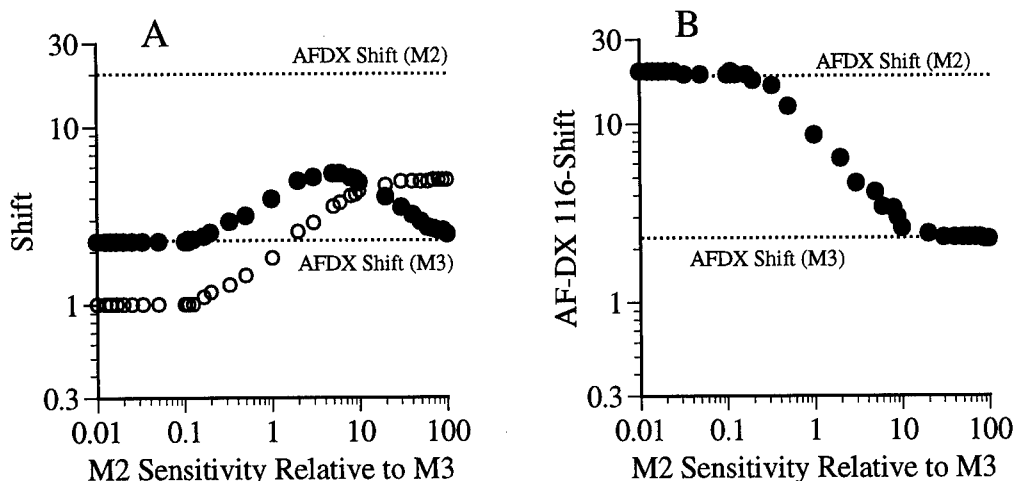 A
30
10
1
0.3
Shift
AFDX Shift (M2)
AFDX Shift (M3)
0.01 0.1 1 10 100
M2 Sensitivity Relative to M3
B
30
10
1
0.3
AF-DX 116-Shift
AFDX Shift (M2)
AFDX Shift (M3)
0.01 0.1 1 10 100
M2 Sensitivity Relative to M3